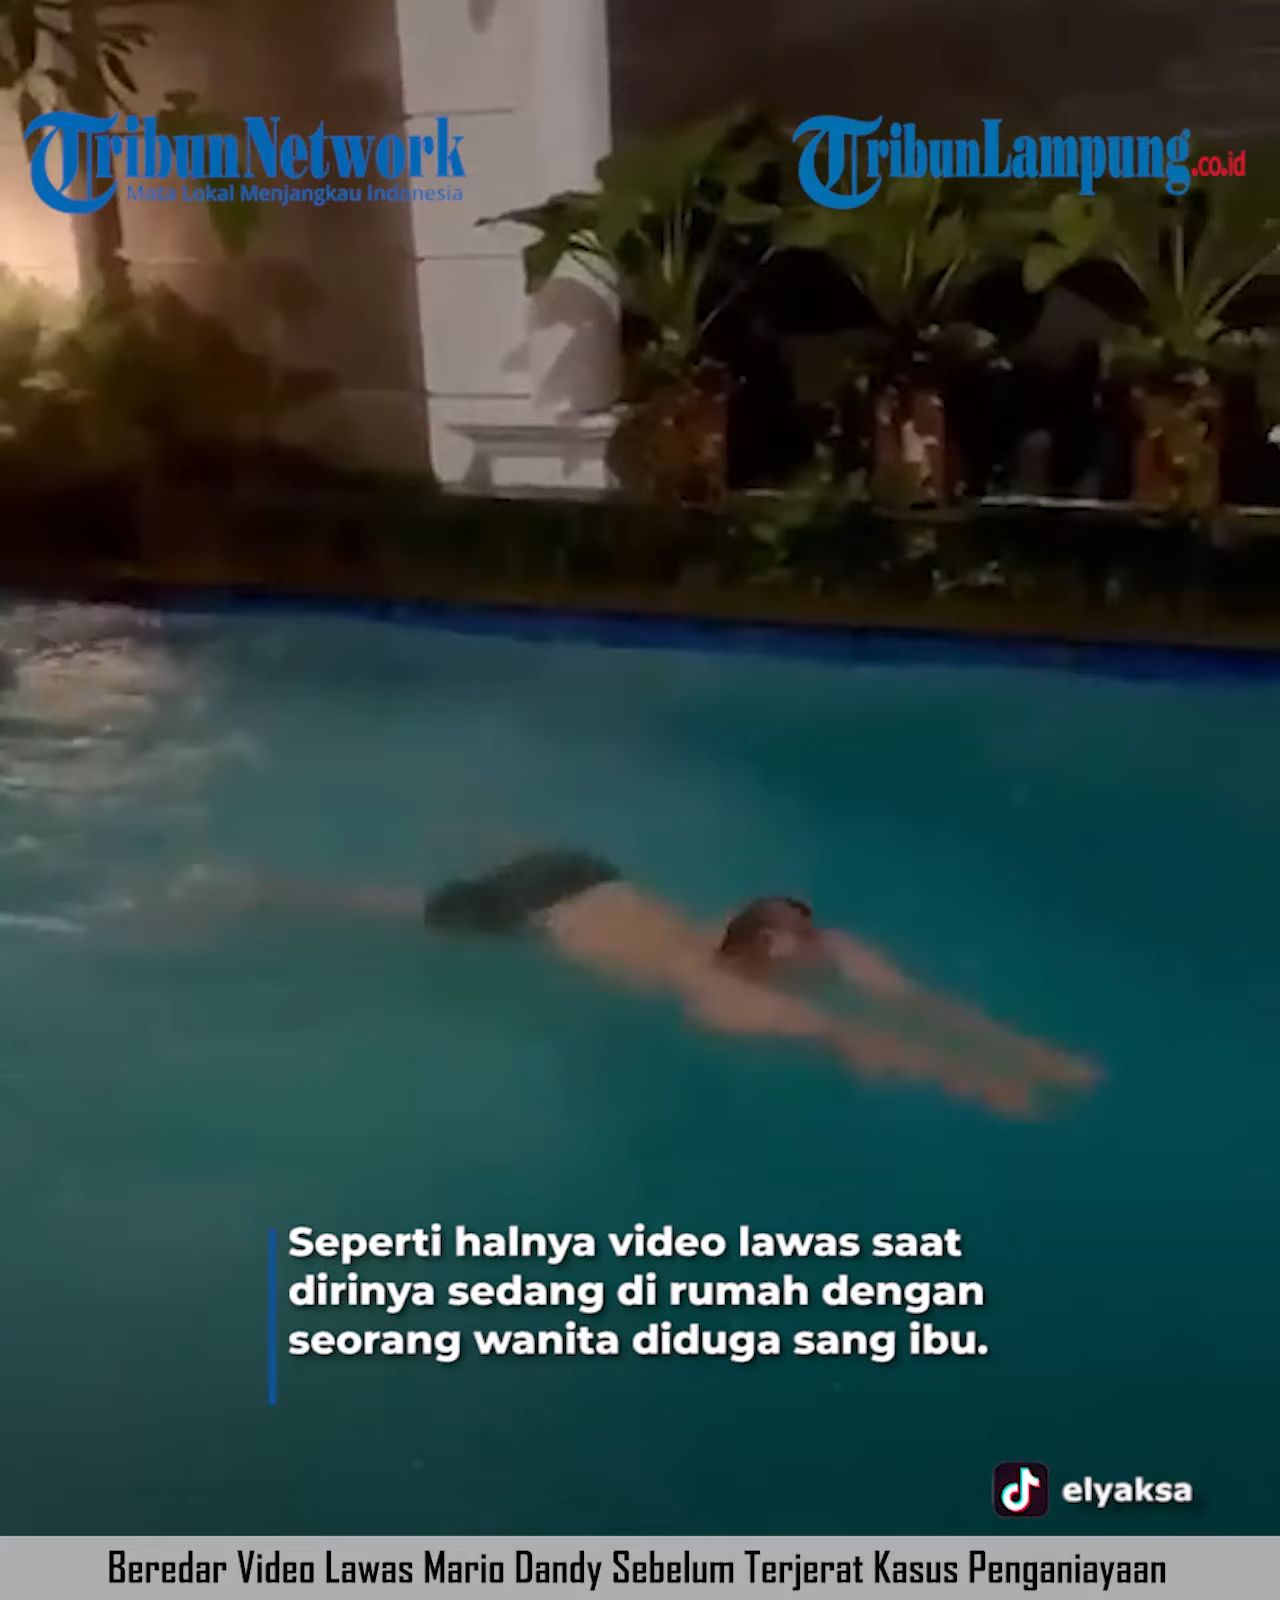 TribunNetwork
Mata Lokal Menjangkau Indonesia
TribunLampung.co.id
Seperti halnya video lawas saat
dirinya sedang di rumah dengan
seorang wanita diduga sang ibu.
elyaksa
Beredar Video Lawas Mario Dandy Sebelum Terjerat Kasus Penganiayaan